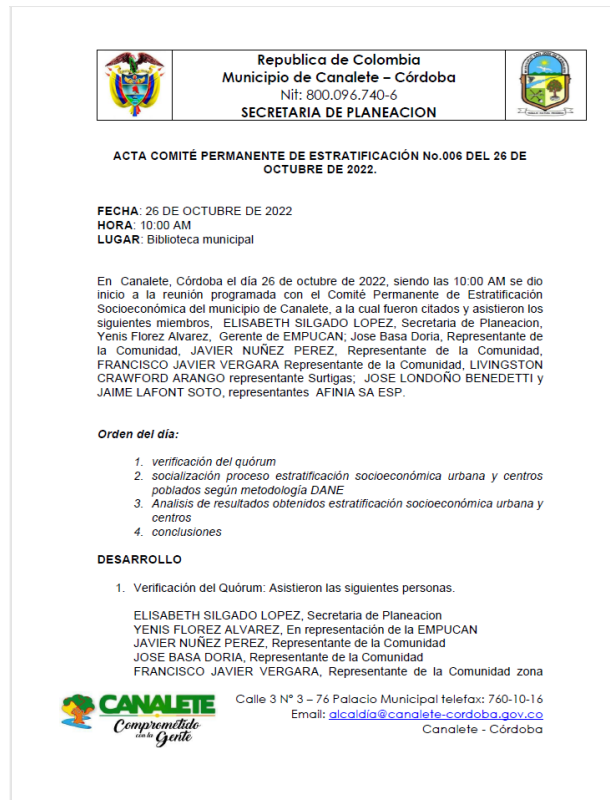 Republica de Colombia
Municipio de Canalete – Córdoba
Nit: 800.096.740-6
SECRETARIA DE PLANEACION
ACTA COMITÉ PERMANENTE DE ESTRATIFICACIÓN No.006 DEL 26 DE
OCTUBRE DE 2022.
FECHA: 26 DE OCTUBRE DE 2022
HORA: 10:00 AM
LUGAR: Biblioteca municipal
En Canalete, Córdoba el día 26 de octubre de 2022, siendo las 10:00 AM se dio
inicio a la reunión programada con el Comité Permanente de Estratificación
Socioeconómica del municipio de Canalete, a la cual fueron citados y asistieron los
siguientes miembros, ELISABETH SILGADO LOPEZ, Secretaria de Planeacion,
Yenis Florez Alvarez, Gerente de EMPUCAN; Jose Basa Doria, Representante de
la Comunidad, JAVIER NUÑEZ PEREZ, Representante de la Comunidad,
FRANCISCO JAVIER VERGARA Representante de la Comunidad, LIVINGSTON
CRAWFORD ARANGO representante Surtigas; JOSE LONDOÑO BENEDETTI y
JAIME LAFONT SOTO, representantes AFINIA SA ESP.
Orden del día:
1. verificación del quórum
2. socialización proceso estratificación socioeconómica urbana y centros
poblados según metodología DANE
3. Analisis de resultados obtenidos estratificación socioeconómica urbana y
centros
4. conclusiones
DESARROLLO
1. Verificación del Quórum: Asistieron las siguientes personas.
ELISABETH SILGADO LOPEZ, Secretaria de Planeacion
YENIS FLOREZ ALVAREZ, En representación de la EMPUCAN
JAVIER NUÑEZ PEREZ, Representante de la Comunidad
JOSE BASA DORIA, Representante de la Comunidad
FRANCISCO JAVIER VERGARA, Representante de la Comunidad zona
CANALETE
Comprometido
con la Gente
Calle 3 N° 3 – 76 Palacio Municipal telefax: 760-10-16
Email: alcaldía@canalete-cordoba.gov.co
Canalete - Córdoba